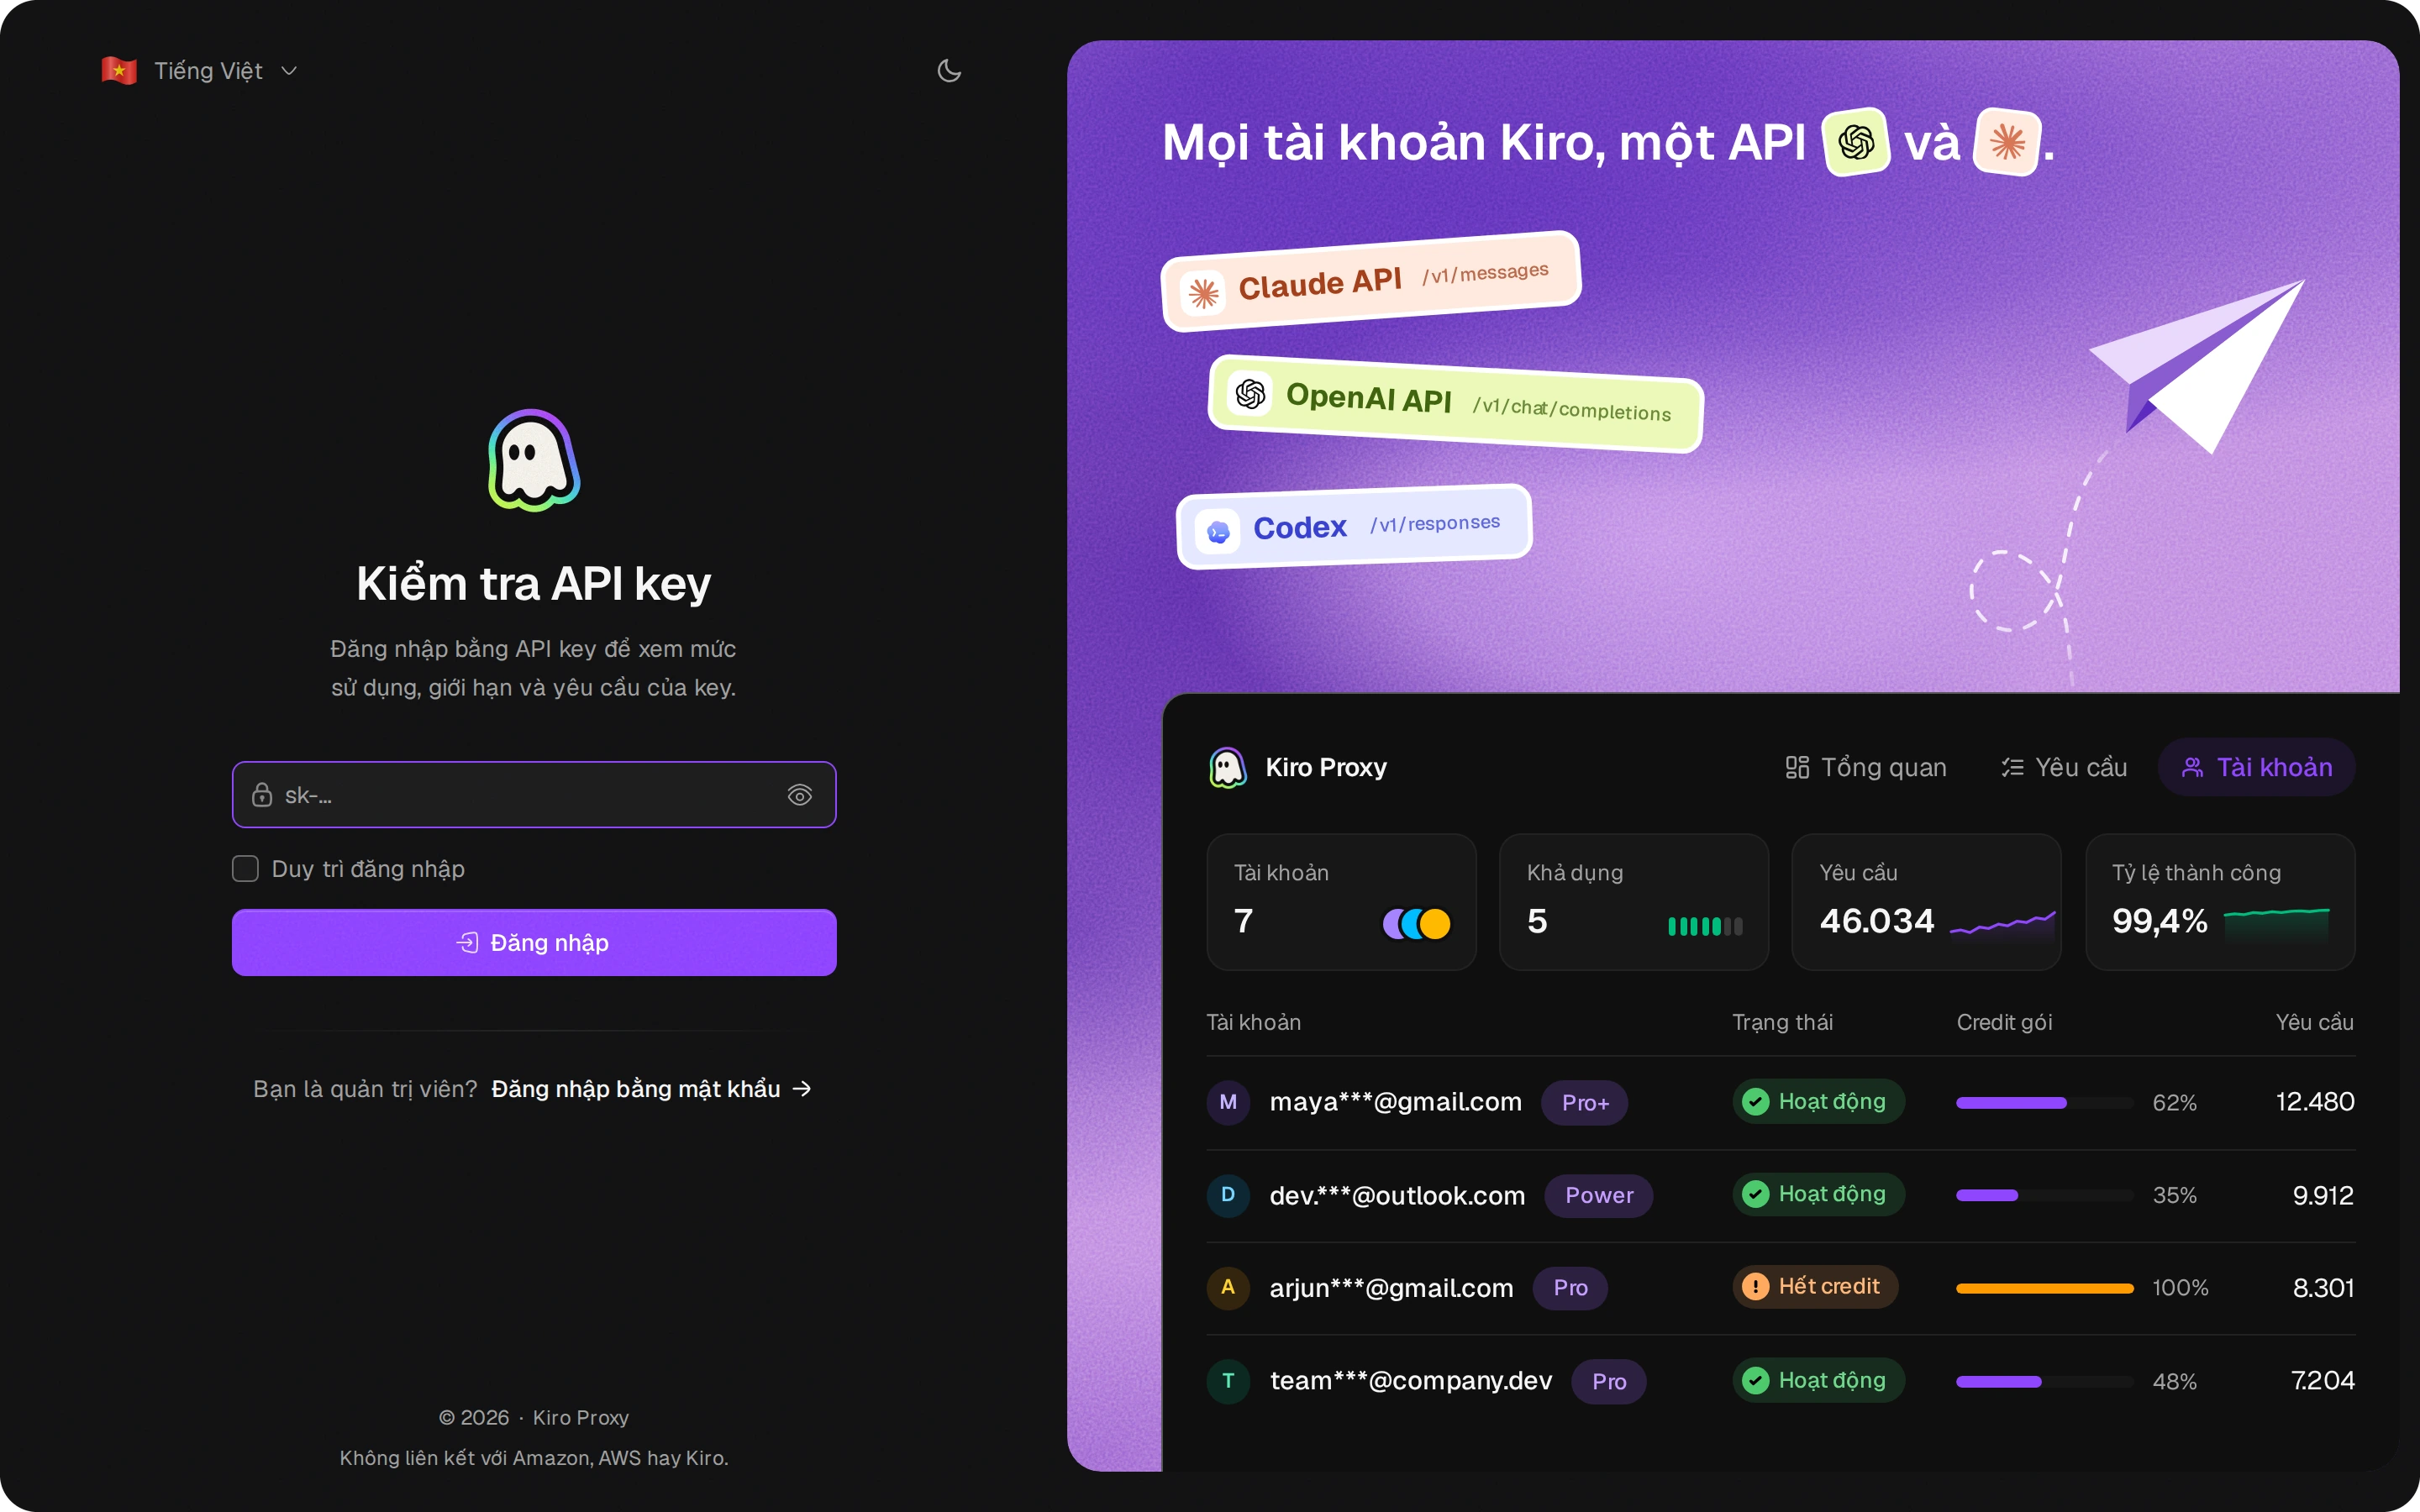 Tiếng Việt
Kiểm tra API key
Đăng nhập bằng API key để xem mức
sử dụng, giới hạn và yêu cầu của key.
sk-...
Duy trì đăng nhập
Đăng nhập
Bạn là quản trị viên? Đăng nhập bằng mật khẩu →
© 2026 · Kiro Proxy
Không liên kết với Amazon, AWS hay Kiro.
Mọi tài khoản Kiro, một API và .
Claude API /v1/messages
OpenAI API /v1/chat/completions
Codex /v1/responses
Kiro Proxy Tổng quan Yêu cầu Tài khoản
Tài khoản Khả dụng Yêu cầu Tỷ lệ thành công
7 5 46.034 99,4%
Tài khoản Trạng thái Credit gói Yêu cầu
M maya***@gmail.com Pro+ Hoạt động 62% 12.480
D dev.***@outlook.com Power Hoạt động 35% 9.912
A arjun***@gmail.com Pro Hết credit 100% 8.301
T team***@company.dev Pro Hoạt động 48% 7.204